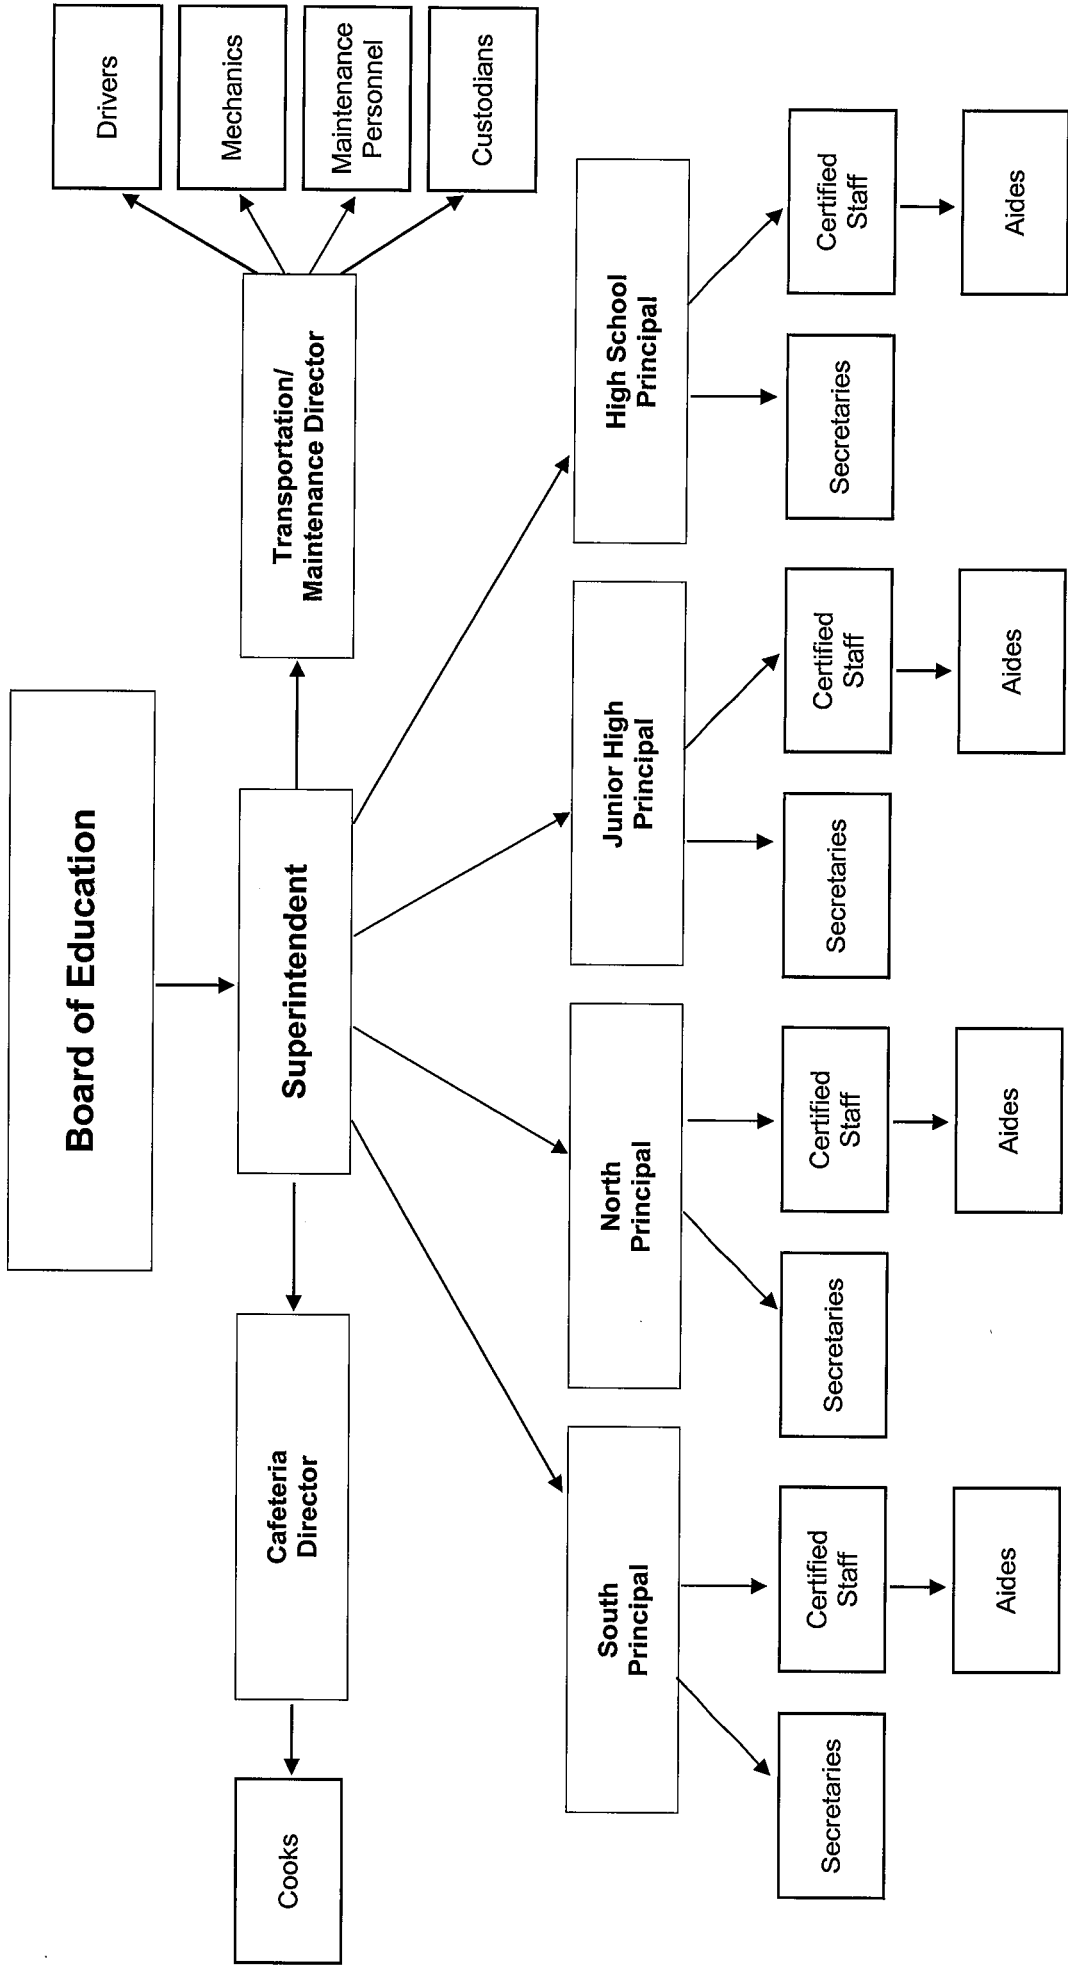 Board of Education
Superintendent
Cafeteria
Director
Cooks
Transportation/
Maintenance Director
Drivers
Mechanics
Maintenance
Personnel
Custodians
South
Principal
North
Principal
Junior High
Principal
High School
Principal
Secretaries
Certified
Staff
Secretaries
Certified
Staff
Secretaries
Certified
Staff
Secretaries
Certified
Staff
Aides
Aides
Aides
Aides